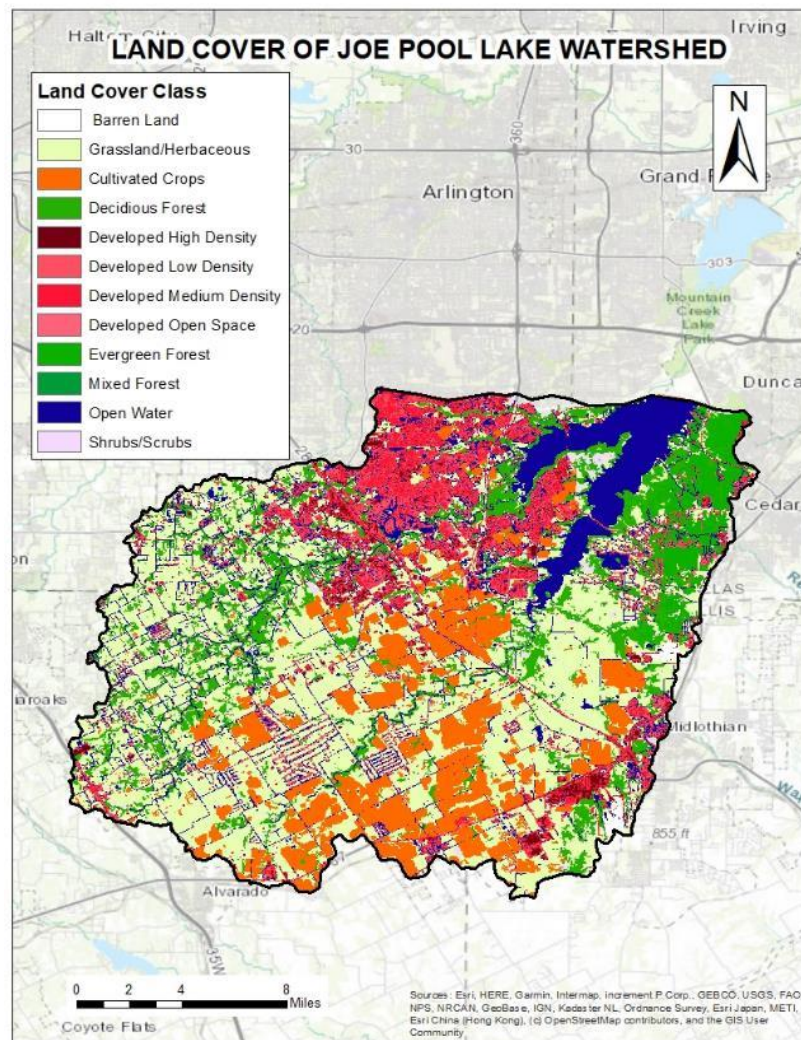 Haltom City
Irving
LAND COVER OF JOE POOL LAKE WATERSHED
Land Cover Class
Barren Land
Grassland/Herbaceous
Cultivated Crops
Decidious Forest
Developed High Density
Developed Low Density
Developed Medium Density
Developed Open Space
Evergreen Forest
Mixed Forest
Open Water
Shrubs/Scrubs
N
360
30
Arlington
Grand
303
Mountain
Creek
Lake
Park
20
Dunca
Cedar
LLAS
LIS
iaroaks
Midlothian
855 ft
67
Alvarado
35W
0 2 4 8
Miles
Coyote Flats
Sources: Esri, HERE, Garmin, Intermap, increment P Corp., GEBCO, USGS, FAO,
NPS, NRCAN, GeoBase, IGN, Kadaster NL, Ordnance Survey, Esri Japan, METI,
Esri China (Hong Kong), (c) OpenStreetMap contributors, and the GIS User
Community